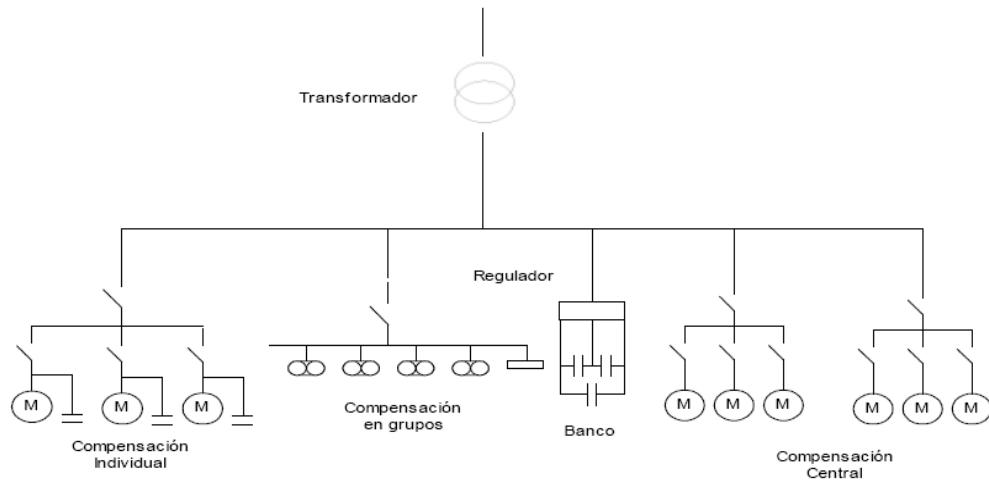 Transformador
Regulador
M
M
M
Compensación
Individual
Compensación
en grupos
Banco
M
M
M
M
M
M
Compensación
Central